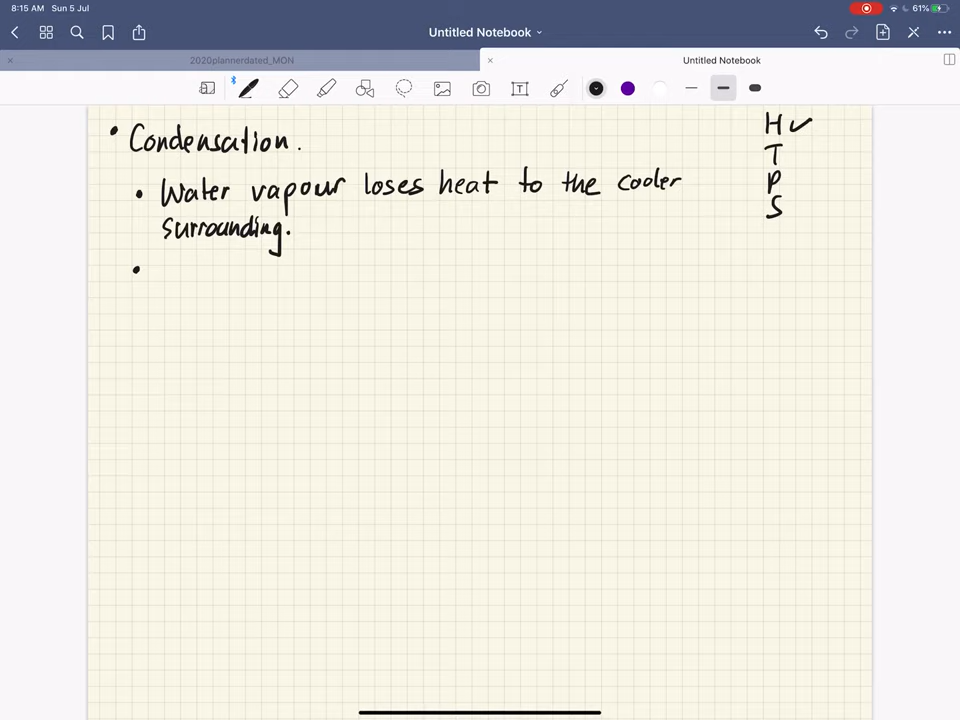 8:15 AM Sun 5 Jul 61%
Untitled Notebook
2020plannerdated_MON Untitled Notebook
T
• Condensation.
• Water vapour loses heat to the cooler
surrounding.
•
H ✓
T
P
S